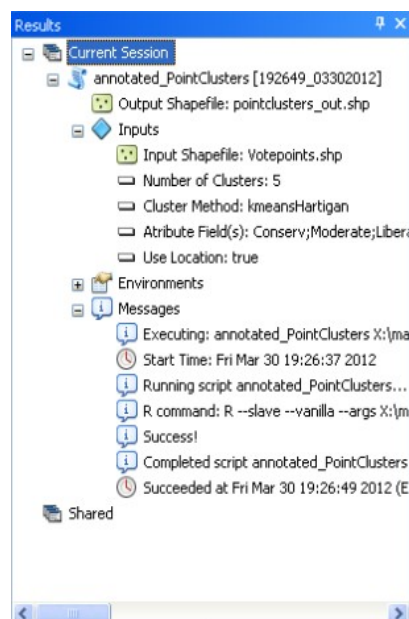 Results
Current Session
annotated_PointClusters [192649_03302012]
Output Shapefile: pointclusters_out.shp
Inputs
Input Shapefile: Votepoints.shp
Number of Clusters: 5
Cluster Method: kmeansHartigan
Atribute Field(s): Conserv;Moderate;Libera
Use Location: true
Environments
Messages
Executing: annotated_PointClusters X:\ma
Start Time: Fri Mar 30 19:26:37 2012
Running script annotated_PointClusters...
R command: R --slave --vanilla --args X:\m
Success!
Completed script annotated_PointClusters
Succeeded at Fri Mar 30 19:26:49 2012 (E
Shared